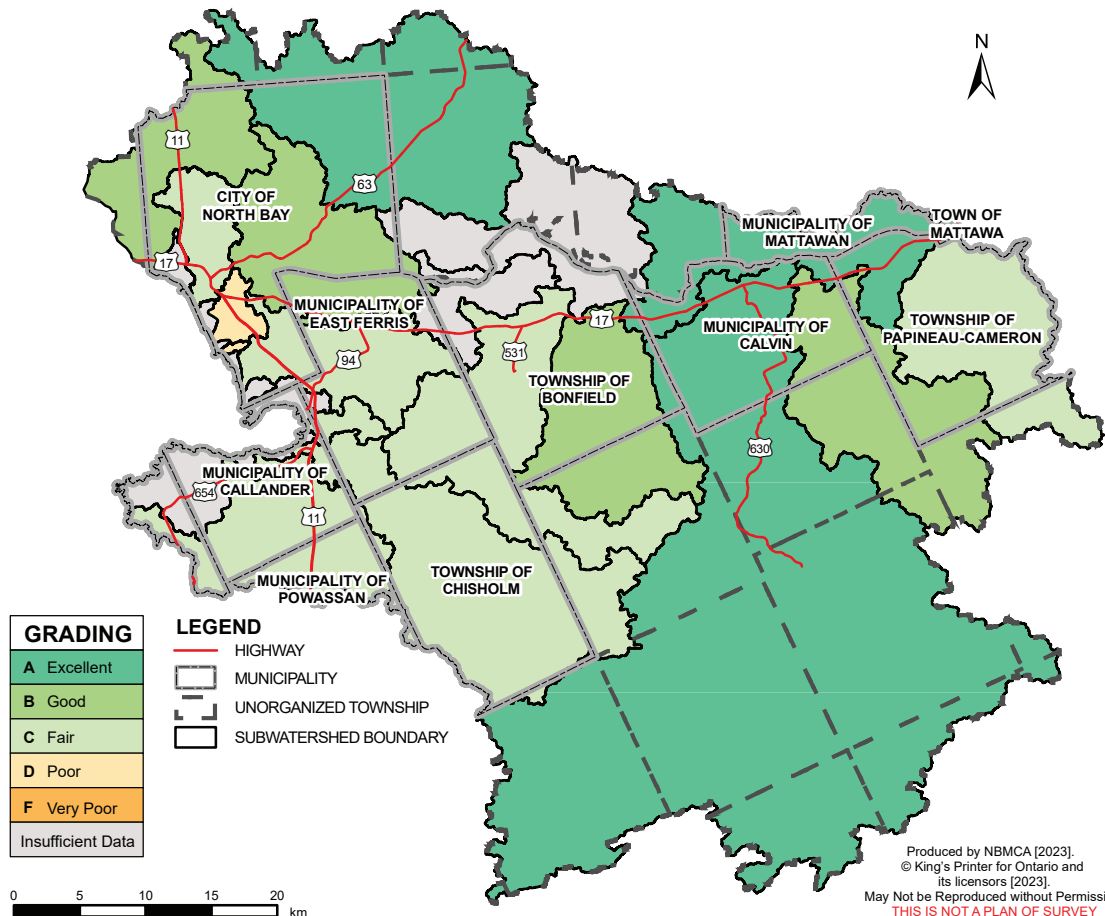 N
11
CITY OF
NORTH BAY
63
17
MUNICIPALITY OF
MATTAWAN
TOWN OF
MATTAWA
MUNICIPALITY OF
EAST FERRIS
17
MUNICIPALITY OF
CALVIN
TOWNSHIP OF
PAPINEAU-CAMERON
94
531
TOWNSHIP OF
BONFIELD
630
MUNICIPALITY OF
CALLANDER
654
11
TOWNSHIP OF
CHISHOLM
MUNICIPALITY OF
POWASSAN
GRADING
A Excellent
B Good
C Fair
D Poor
F Very Poor
Insufficient Data
LEGEND
HIGHWAY
MUNICIPALITY
UNORGANIZED TOWNSHIP
SUBWATERSHED BOUNDARY
0 5 10 15 20
km
Produced by NBMCA [2023].
© King's Printer for Ontario and
its licensors [2023].
May Not be Reproduced without Permissi
THIS IS NOT A PLAN OF SURVEY